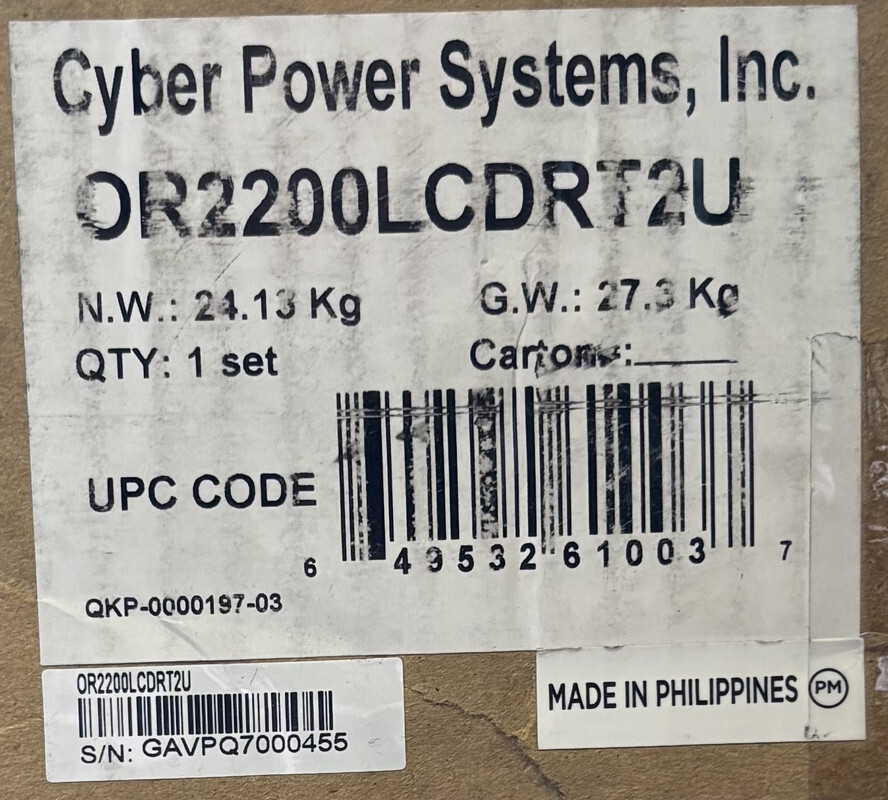 Cyber Power Systems, Inc.
OR2200LCDRT2U
N.W.: 24.13 Kg
G.W.: 27.3 Kg
QTY: 1 set
Cartons:
UPC CODE
6 49532 61003 7
QKP-0000197-03
OR2200LCDRT2U
S/N: GAVPQ7000455
MADE IN PHILIPPINES PM